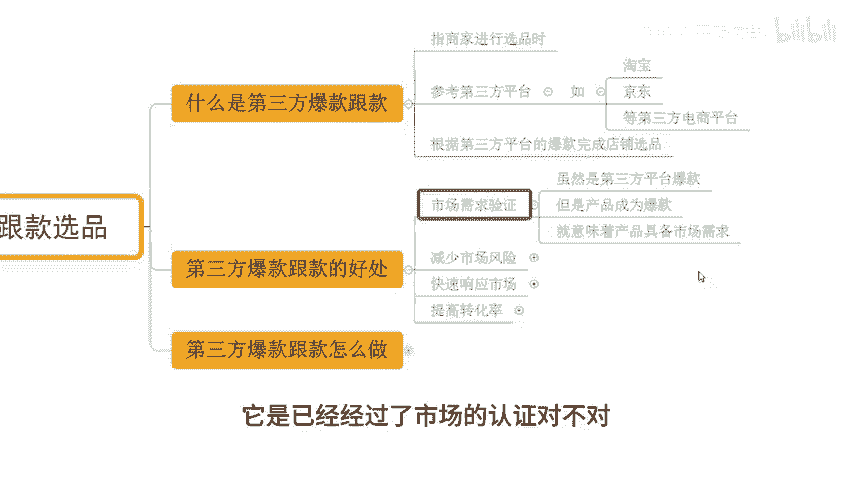 bilibili
指商家进行选品时
淘宝
什么是第三方爆款跟款
参考第三方平台 如
京东
等第三方电商平台
根据第三方平台的爆款完成店铺选品
虽然是第三方平台爆款
市场需求验证
但是产品成为爆款
跟款选品
就意味着产品具备市场需求
减少市场风险
第三方爆款跟款的好处
快速响应市场
提高转化率
第三方爆款跟款怎么做
它是已经经过了市场的认证对不对